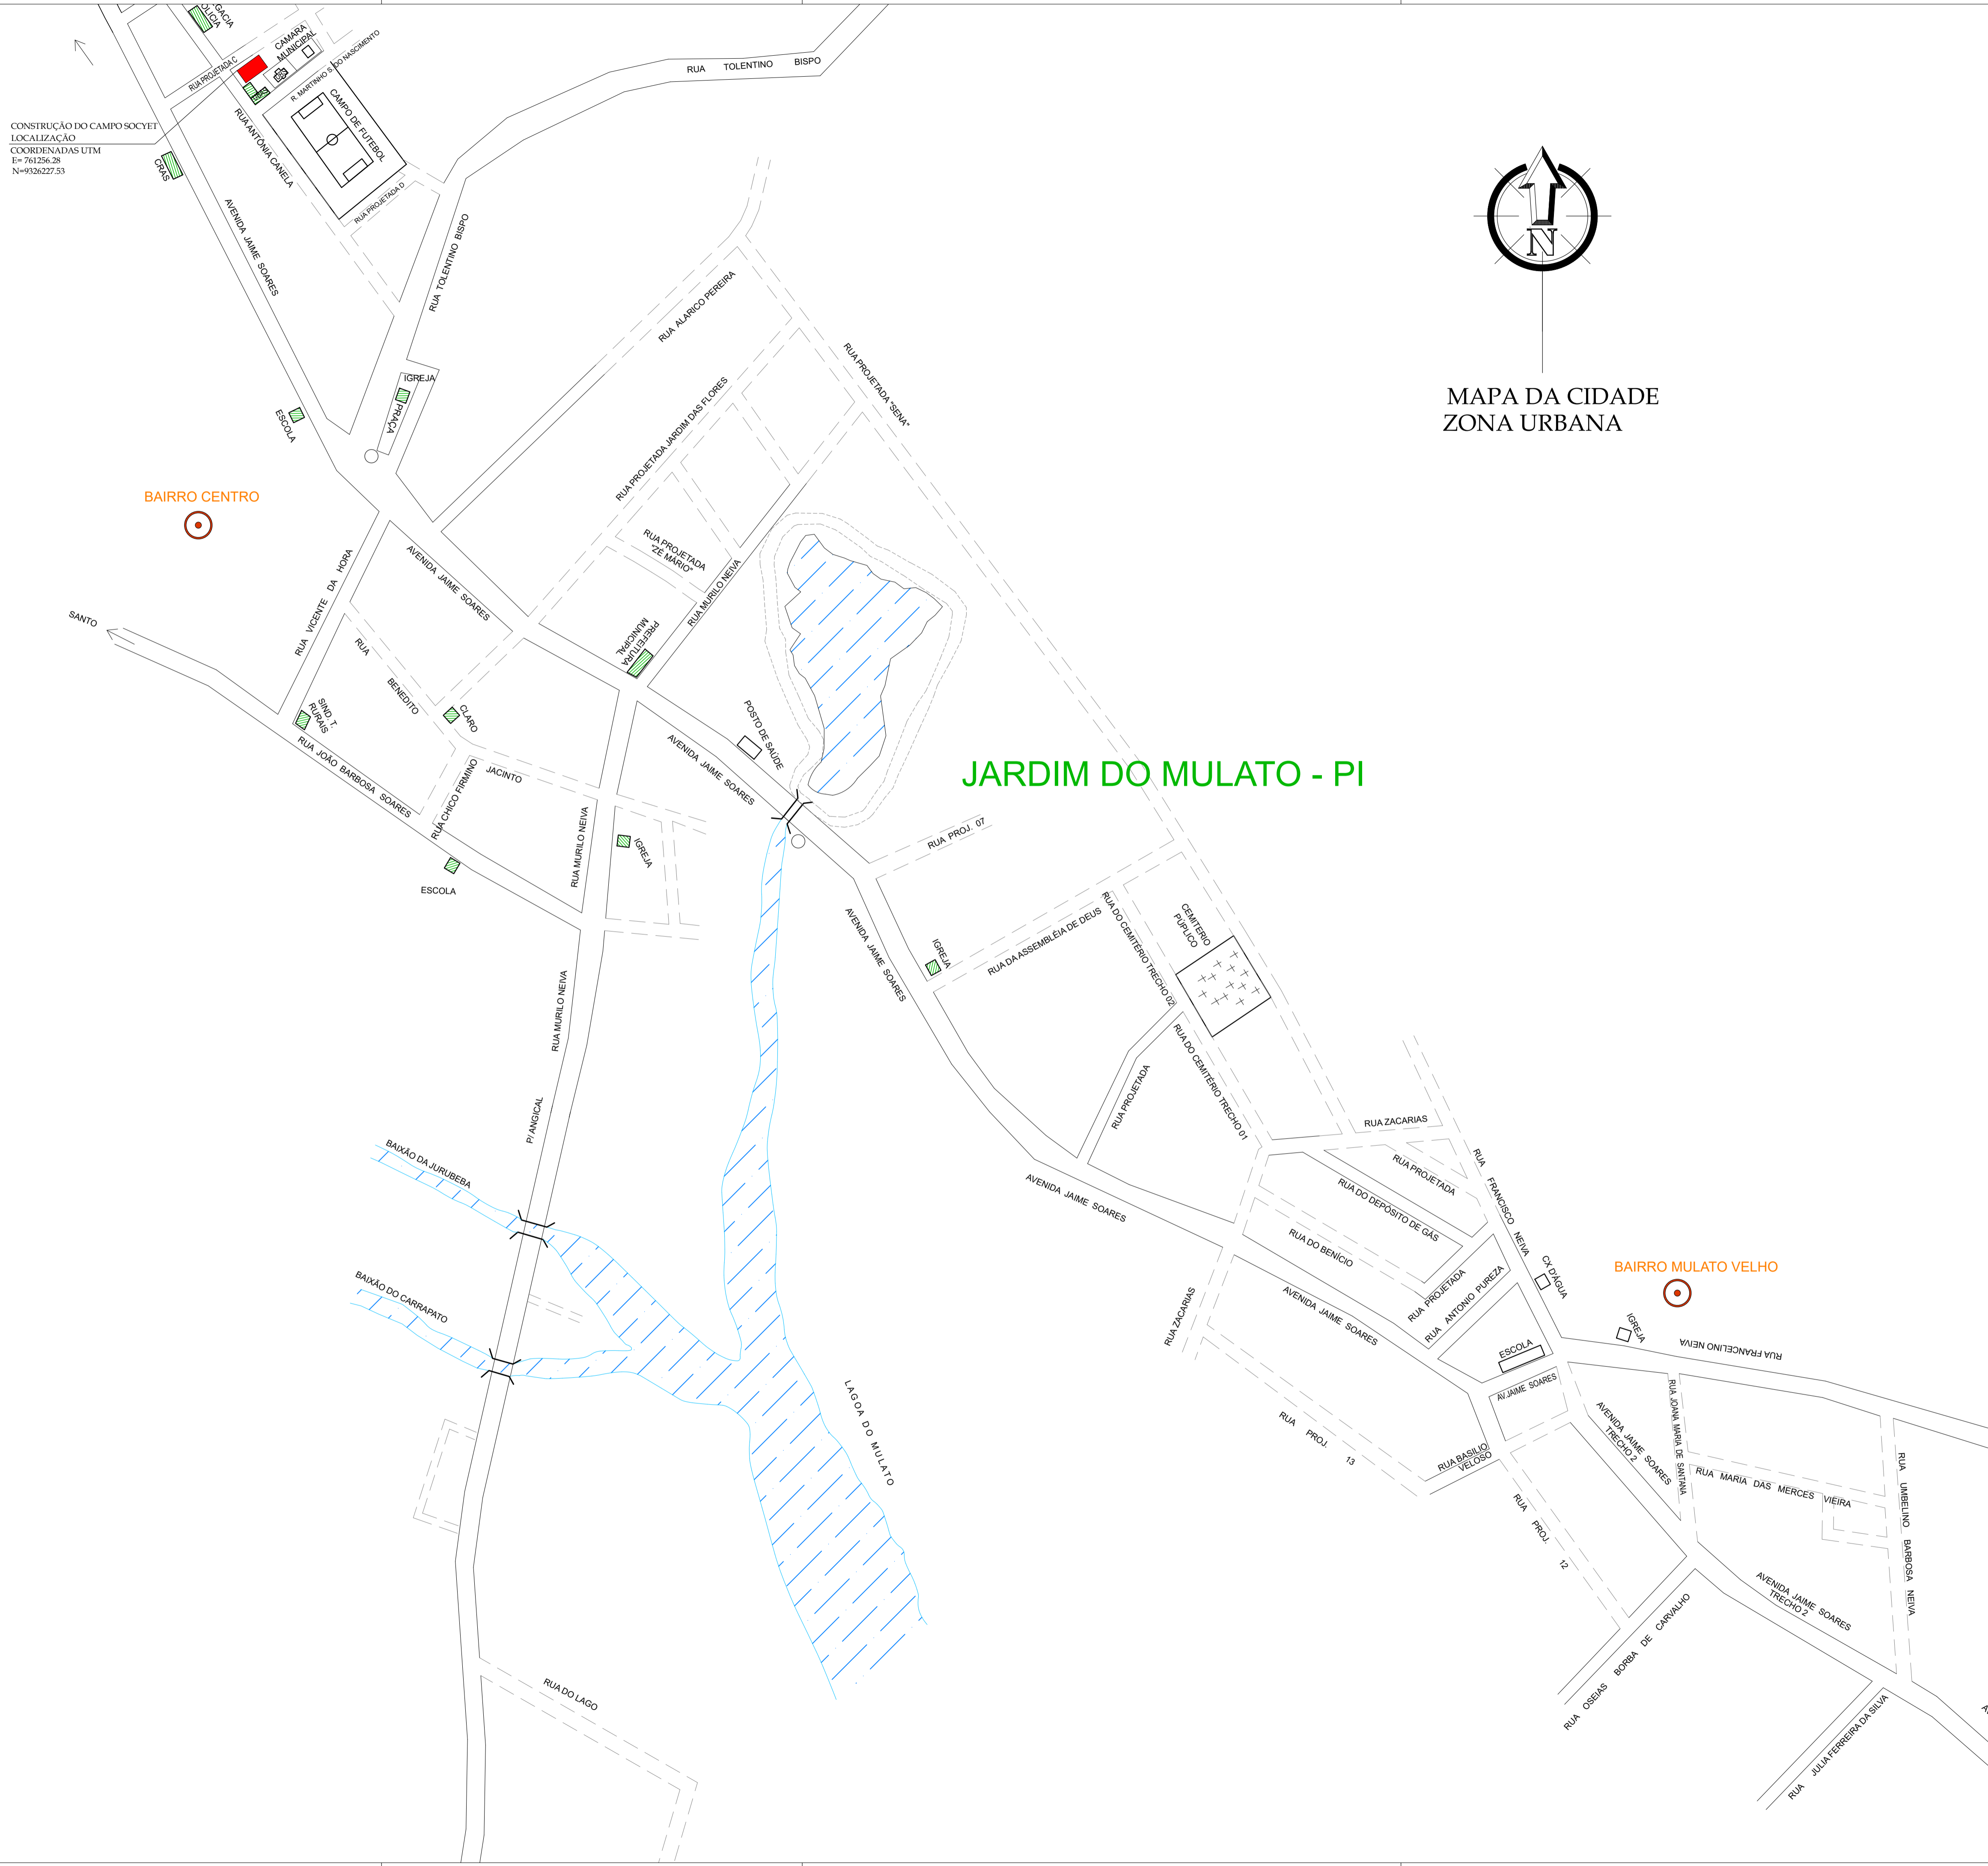 CAMARA
MUNICIPAL
RUA PROJETADA C
R. MARTINHO S. DO NASCIMENTO
CAMPO DE FUTEBOL
RUA ANTÔNIA CANELA
RUA PROJETADA D
CONSTRUÇÃO DO CAMPO SOCYET
LOCALIZAÇÃO
COORDENADAS UTM
E= 761256.28
N=9326227.53
CRAS
AVENIDA JAIME SOARES
RUA TOLENTINO BISPO
RUA TOLENTINO BISPO
N
MAPA DA CIDADE
ZONA URBANA
IGREJA
PRAÇA
ESCOLA
BAIRRO CENTRO
RUA ALARICO PEREIRA
RUA PROJETADA "SENA"
RUA PROJETADA JARDIM DAS FLORES
RUA PROJETADA
"ZÉ MÁRIO"
RUA MURILO NEIVA
PREFEITURA
MUNICIPAL
AVENIDA JAIME SOARES
RUA VICENTE DA HORA
SANTO
RUA BENEDITO
CLARO
JACINTO
SIND. T.
RURAIS
RUA JOÃO BARBOSA SOARES
RUA CHICO FIRMINO
ESCOLA
RUA MURILO NEIVA
IGREJA
POSTO DE SAÚDE
AVENIDA JAIME SOARES
JARDIM DO MULATO - PI
RUA PROJ. 07
AVENIDA JAIME SOARES
IGREJA
RUA DA ASSEMBLÉIA DE DEUS
RUA DO CEMITÉRIO TRECHO 02
CEMITERIO
PÚPLICO
RUA DO CEMITÉRIO TRECHO 01
RUA PROJETADA
RUA MURILO NEIVA
P/ ANGICAL
BAIXÃO DA JURUBEBA
BAIXÃO DO CARRAPATO
LAGOA DO MULATO
RUA DO LAGO
AVENIDA JAIME SOARES
RUA ZACARIAS
RUA PROJETADA
RUA DO DEPÓSITO DE GÁS
RUA DO BENÍCIO
RUA FRANCISCO NEIVA
CX D'ÁGUA
RUA PROJETADA
RUA ANTONIO PUREZA
RUA ZACARIAS
AVENIDA JAIME SOARES
BAIRRO MULATO VELHO
IGREJA
RUA FRANCELINO NEIVA
ESCOLA
AV.JAIME SOARES
RUA PROJ. 13
RUA BASILIO
VELOSO
AVENIDA JAIME SOARES
TRECHO 2
RUA JOANA MARIA DE SANTANA
RUA MARIA DAS MERCES VIEIRA
RUA UMBELINO BARBOSA NEIVA
RUA PROJ. 12
AVENIDA JAIME SOARES
TRECHO 2
RUA OSEIAS BORBA DE CARVALHO
RUA JULIA FERREIRA DA SILVA